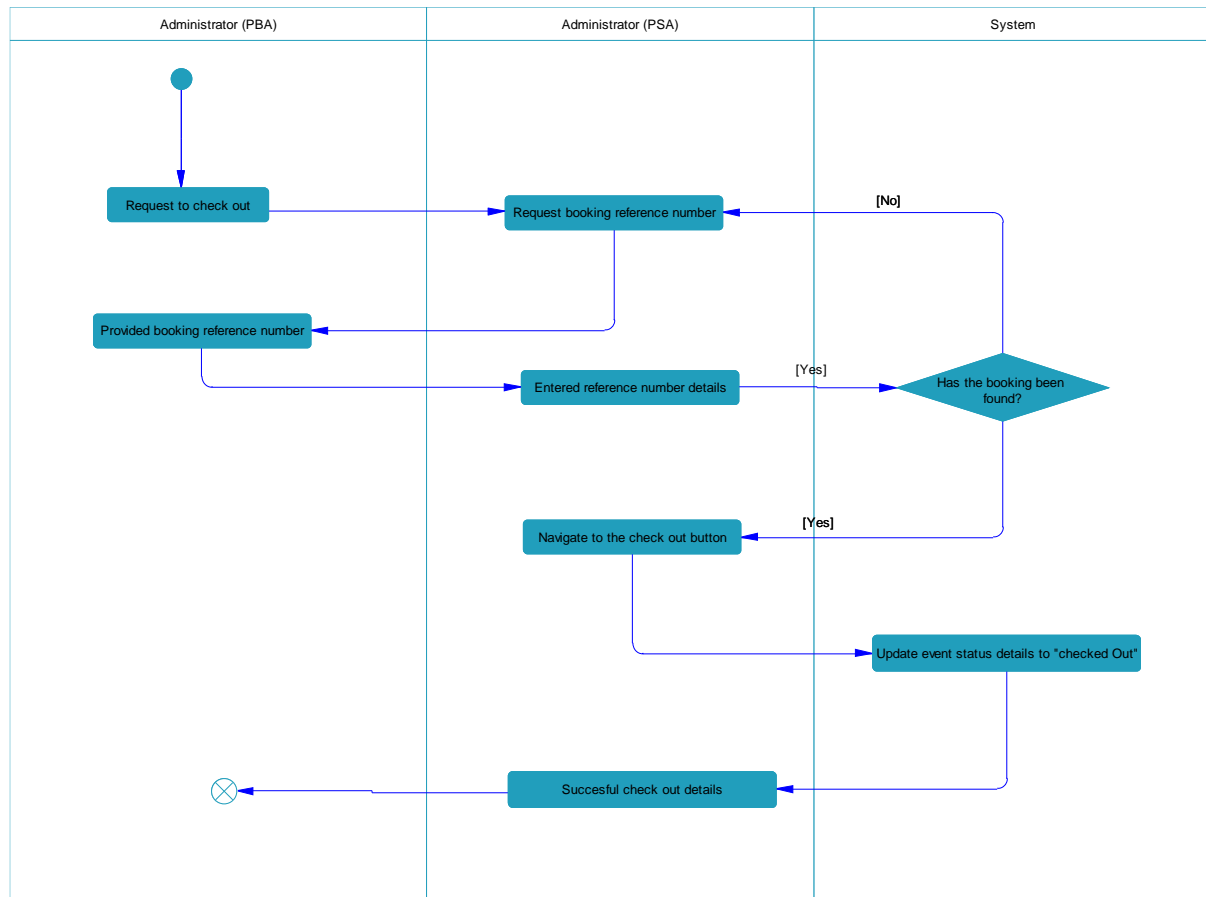 Administrator (PBA)
Administrator (PSA)
System
Request to check out
Request booking reference number
[No]
Provided booking reference number
Entered reference number details
[Yes]
Has the booking been
found?
Navigate to the check out button
[Yes]
Update event status details to "checked Out"
Succesful check out details